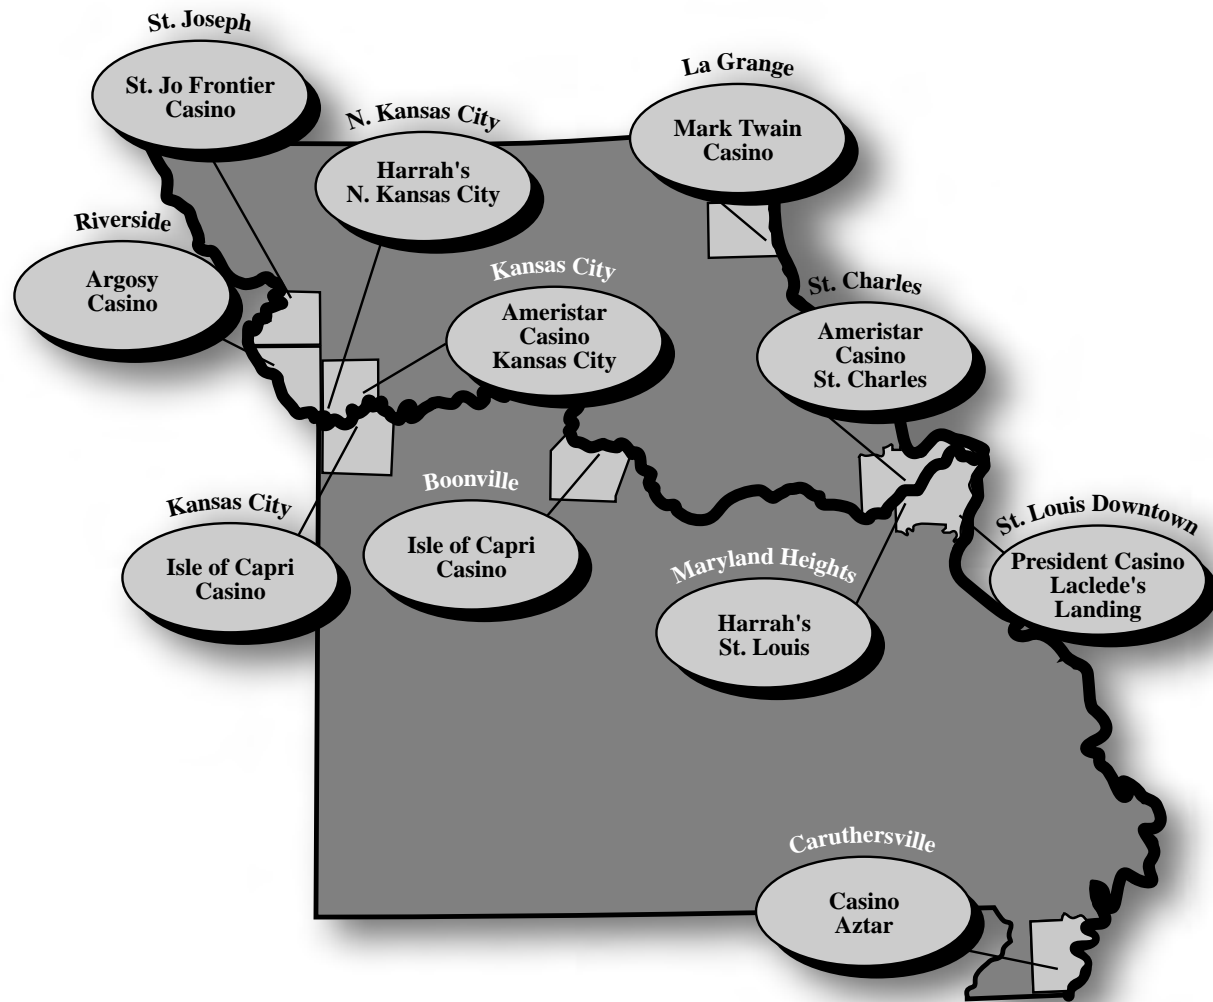 St. Joseph
St. Jo Frontier
Casino
La Grange
Mark Twain
Casino
N. Kansas City
Harrah's
N. Kansas City
Riverside
Argosy
Casino
Kansas City
Ameristar
Casino
Kansas City
St. Charles
Ameristar
Casino
St. Charles
Kansas City
Isle of Capri
Casino
Boonville
Isle of Capri
Casino
St. Louis Downtown
President Casino
Laclede's
Landing
Maryland Heights
Harrah's
St. Louis
Caruthersville
Casino
Aztar